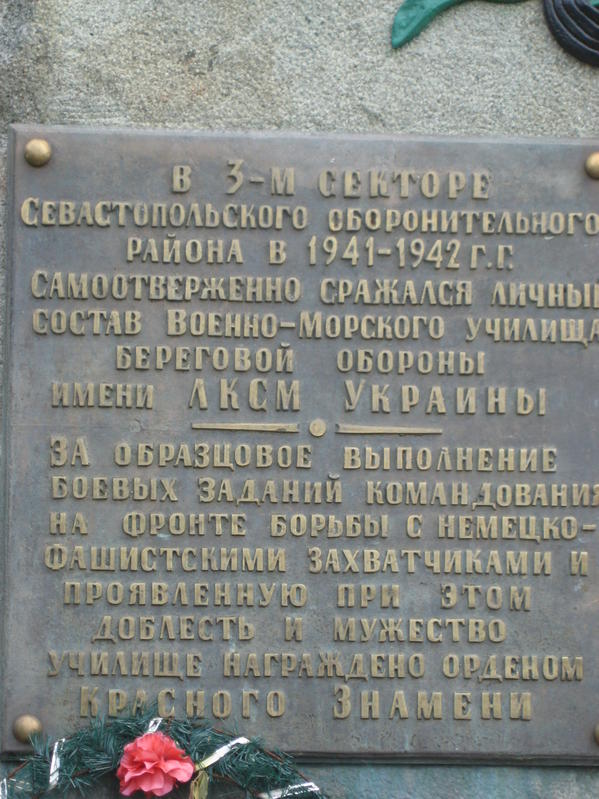 В 3-М СЕКТОРЕ
СЕВАСТОПОЛЬСКОГО ОБОРОНИТЕЛЬНОГО
РАЙОНА В 1941-1942 Г.Г.
САМООТВЕРЖЕННО СРАЖАЛСЯ ЛИЧНЫЙ
СОСТАВ ВОЕННО-МОРСКОГО УЧИЛИЩА
БЕРЕГОВОЙ ОБОРОНЫ
ИМЕНИ ЛКСМ УКРАИНЫ
ЗА ОБРАЗЦОВОЕ ВЫПОЛНЕНИЕ
БОЕВЫХ ЗАДАНИЙ КОМАНДОВАНИЯ
НА ФРОНТЕ БОРЬБЫ С НЕМЕЦКО-
ФАШИСТСКИМИ ЗАХВАТЧИКАМИ И
ПРОЯВЛЕННУЮ ПРИ ЭТОМ
ДОБЛЕСТЬ И МУЖЕСТВО
УЧИЛИЩЕ НАГРАЖДЕНО ОРДЕНОМ
КРАСНОГО ЗНАМЕНИ